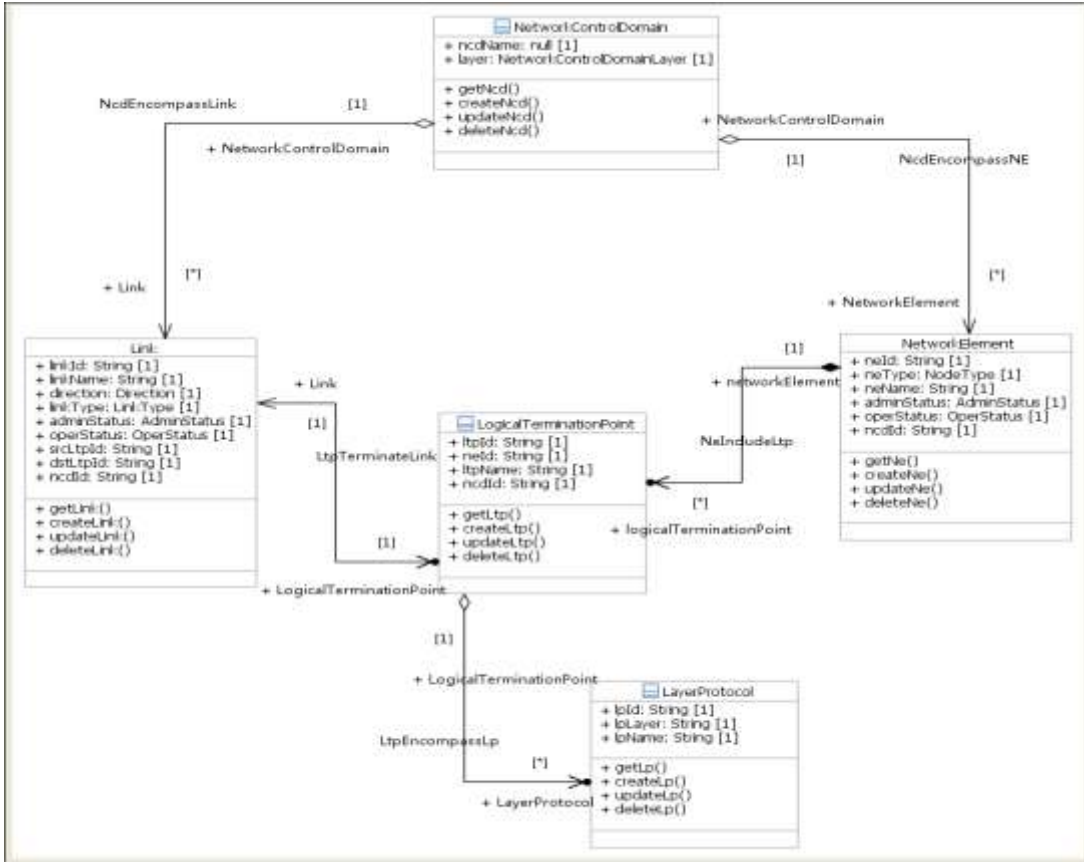 NetworkControlDomain
+ ncdName: null [1]
+ layer: NetworkControlDomainLayer [1]
+ getNcd()
+ createNcd()
+ updateNcd()
+ deleteNcd()
NcdEncompassLink
[1]
+ NetworkControlDomain
+ NetworkControlDomain
[1]
NcdEncompassNE
[*]
+ Link
[*]
+ NetworkElement
Link
+ linkId: String [1]
+ linkName: String [1]
+ direction: Direction [1]
+ linkType: LinkType [1]
+ adminStatus: AdminStatus [1]
+ operStatus: OperStatus [1]
+ srcLtpId: String [1]
+ dstLtpId: String [1]
+ ncdId: String [1]
+ getLink()
+ createLink()
+ updateLink()
+ deleteLink()
NetworkElement
+ neId: String [1]
+ neType: NodeType [1]
+ neName: String [1]
+ adminStatus: AdminStatus [1]
+ operStatus: OperStatus [1]
+ ncdId: String [1]
+ getNe()
+ createNe()
+ updateNe()
+ deleteNe()
[1]
+ networkElement
NeIncludeLtp
[*]
+ logicalTerminationPoint
+ Link
[1]
LtpTerminateLink
[1]
+ LogicalTerminationPoint
LogicalTerminationPoint
+ ltpId: String [1]
+ neId: String [1]
+ ltpName: String [1]
+ ncdId: String [1]
+ getLtp()
+ createLtp()
+ updateLtp()
+ deleteLtp()
[1]
+ LogicalTerminationPoint
LtpEncompassLp
[*]
+ LayerProtocol
LayerProtocol
+ lpId: String [1]
+ lpLayer: String [1]
+ lpName: String [1]
+ getLp()
+ createLp()
+ updateLp()
+ deleteLp()